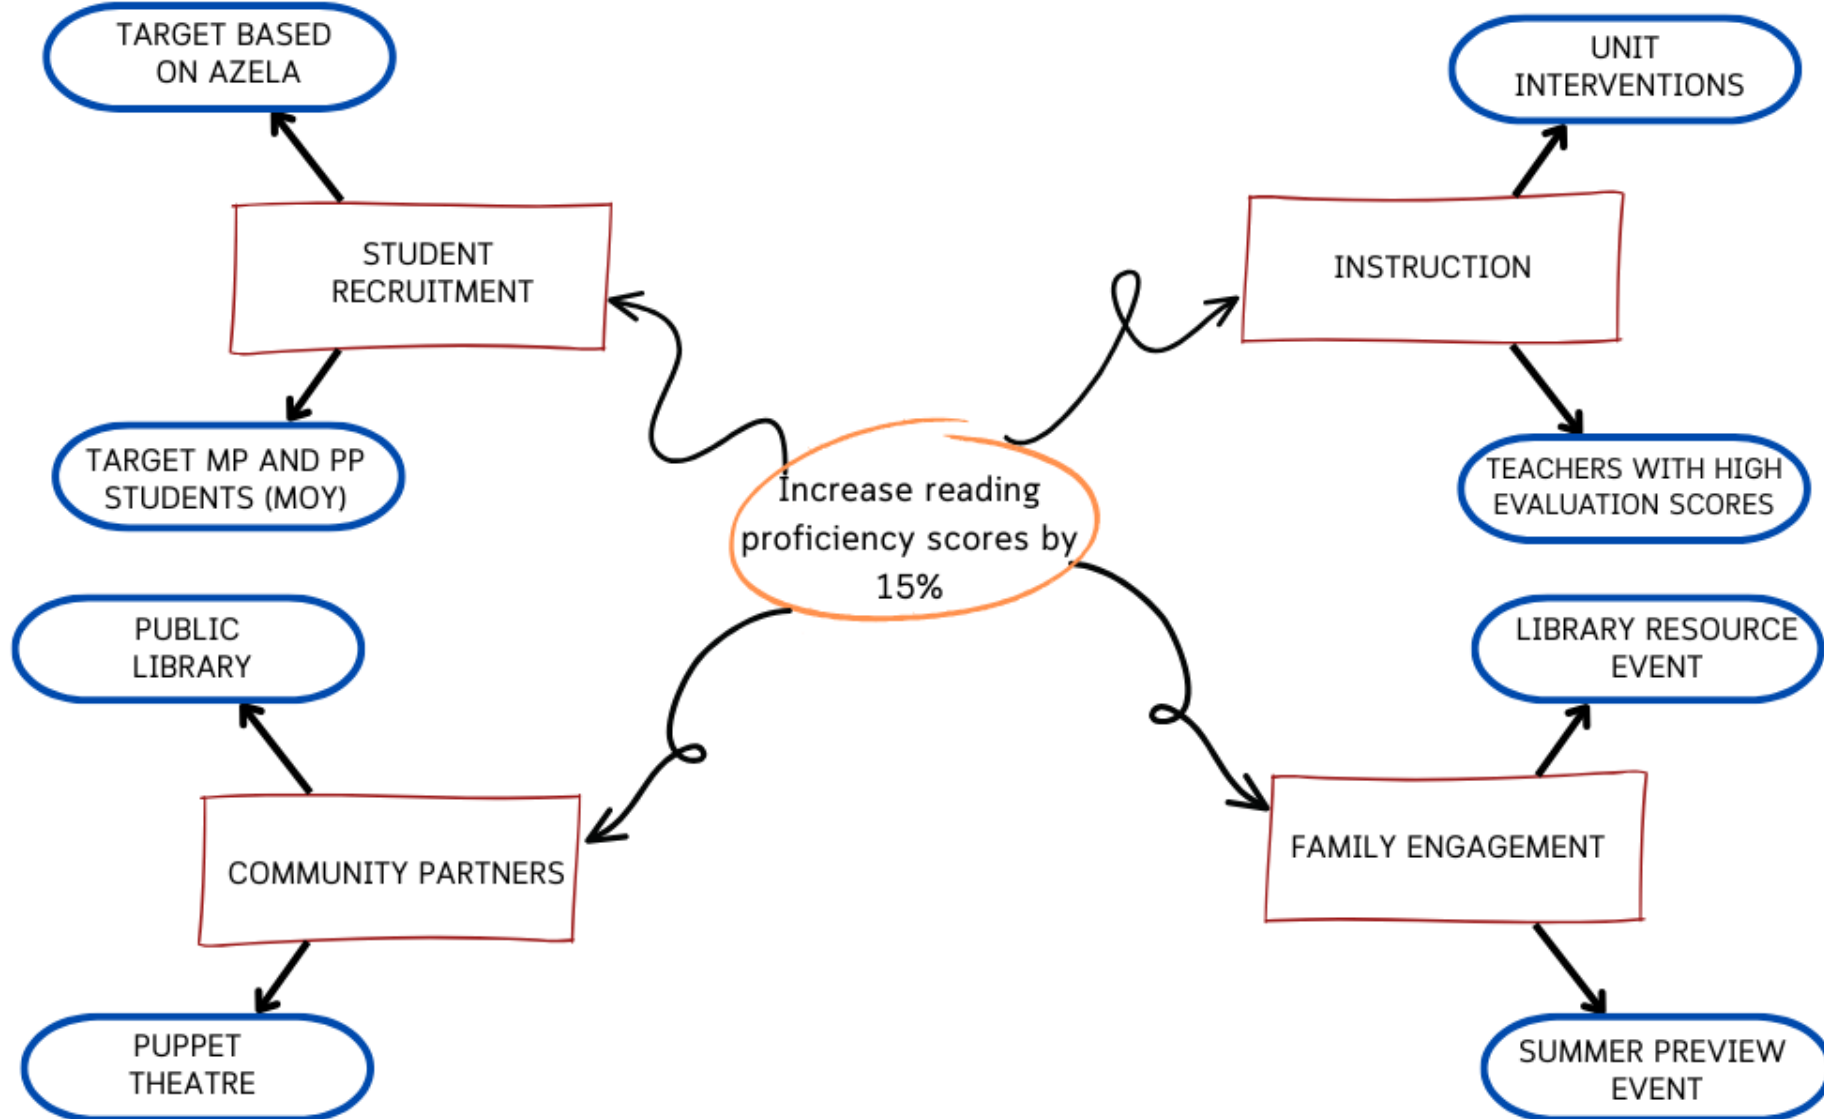 TARGET BASED
ON AZELA
STUDENT
RECRUITMENT
TARGET MP AND PP
STUDENTS (MOY)
UNIT
INTERVENTIONS
INSTRUCTION
TEACHERS WITH HIGH
EVALUATION SCORES
Increase reading
proficiency scores by
15%
PUBLIC
LIBRARY
COMMUNITY PARTNERS
PUPPET
THEATRE
LIBRARY RESOURCE
EVENT
FAMILY ENGAGEMENT
SUMMER PREVIEW
EVENT